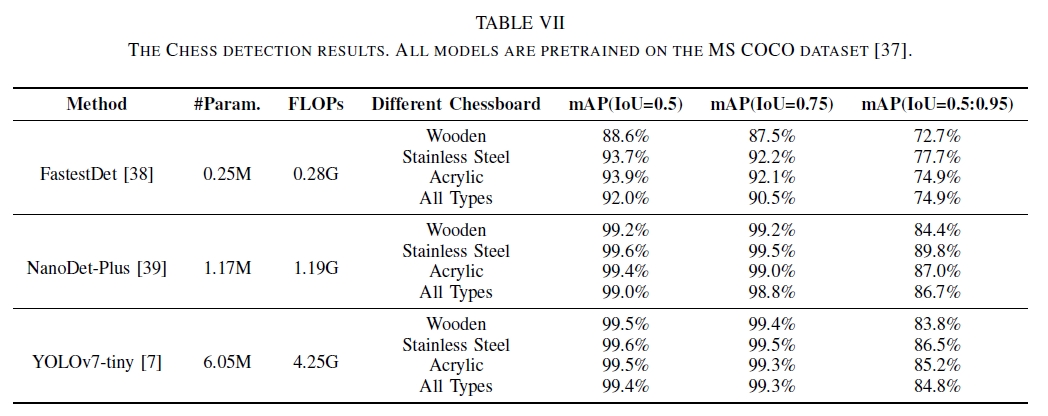 TABLE VII
THE CHESS DETECTION RESULTS. ALL MODELS ARE PRETRAINED ON THE MS COCO DATASET [37].
Method #Param. FLOPs Different Chessboard mAP(IoU=0.5) mAP(IoU=0.75) mAP(IoU=0.5:0.95)
Wooden 88.6% 87.5% 72.7%
Stainless Steel 93.7% 92.2% 77.7%
FastestDet [38] 0.25M 0.28G
Acrylic 93.9% 92.1% 74.9%
All Types 92.0% 90.5% 74.9%
Wooden 99.2% 99.2% 84.4%
Stainless Steel 99.6% 99.5% 89.8%
NanoDet-Plus [39] 1.17M 1.19G
Acrylic 99.4% 99.0% 87.0%
All Types 99.0% 98.8% 86.7%
Wooden 99.5% 99.4% 83.8%
Stainless Steel 99.6% 99.5% 86.5%
YOLOv7-tiny [7] 6.05M 4.25G
Acrylic 99.5% 99.3% 85.2%
All Types 99.4% 99.3% 84.8%